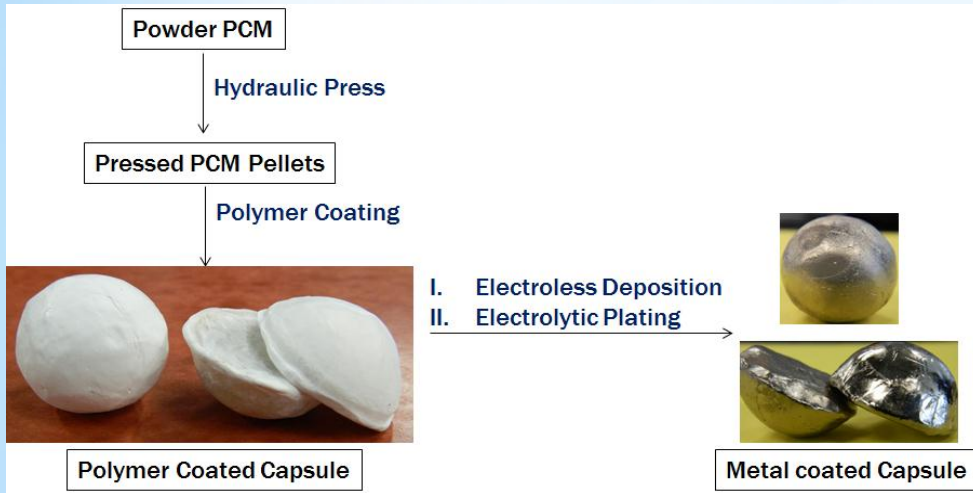 Powder PCM
Hydraulic Press
Pressed PCM Pellets
Polymer Coating
I. Electroless Deposition
II. Electrolytic Plating
Polymer Coated Capsule
Metal coated Capsule